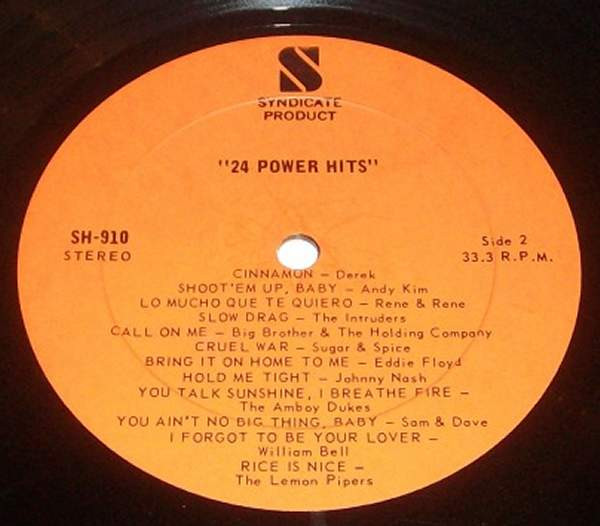 S
SYNDICATE
PRODUCT
"24 POWER HITS"
SH-910
STEREO
Side 2
33.3 R.P.M.
CINNAMON – Derek
SHOOT'EM UP, BABY – Andy Kim
LO MUCHO QUE TE QUIERO – Rene & Rene
SLOW DRAG – The Intruders
CALL ON ME – Big Brother & The Holding Company
CRUEL WAR – Sugar & Spice
BRING IT ON HOME TO ME – Eddie Floyd
HOLD ME TIGHT – Johnny Nash
YOU TALK SUNSHINE, I BREATHE FIRE –
The Amboy Dukes
YOU AIN'T NO BIG THING, BABY – Sam & Dave
I FORGOT TO BE YOUR LOVER –
William Bell
RICE IS NICE –
The Lemon Pipers